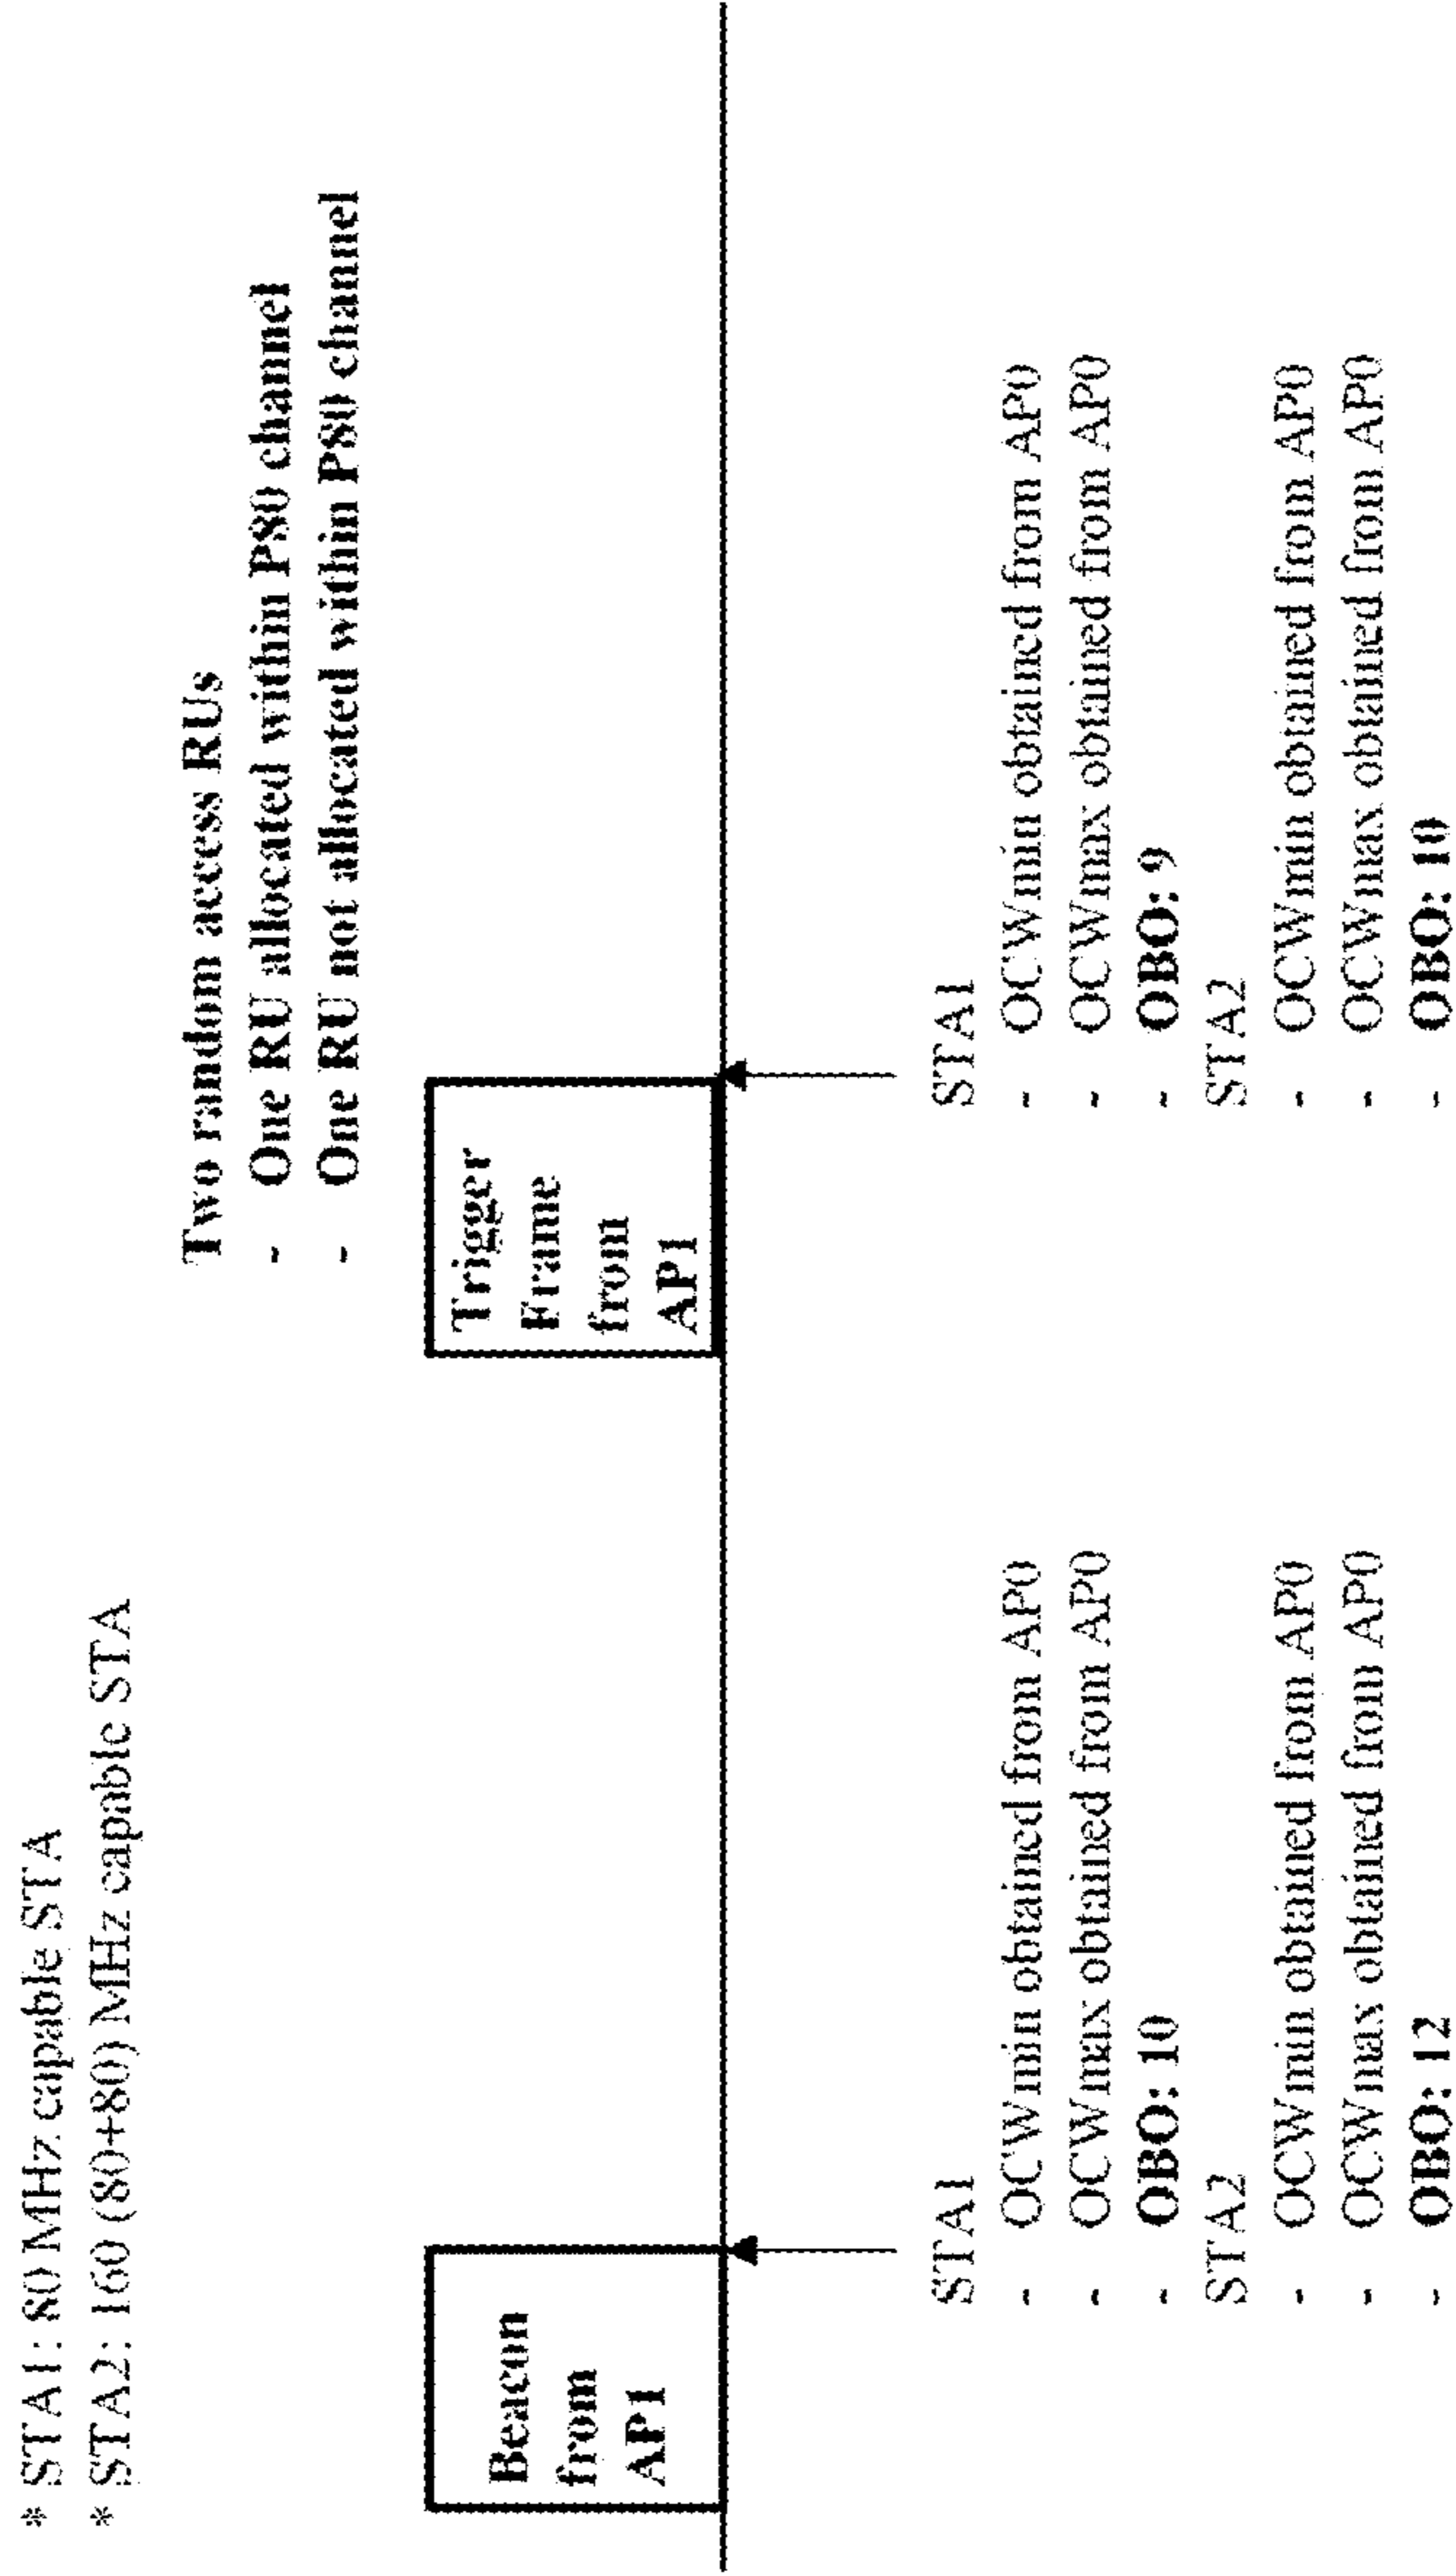 * STA1: 80 MHz capable STA
* STA2: 160 (80+80) MHz capable STA
Two random access RUs
- One RU allocated within P80 channel
- One RU not allocated within P80 channel
Beacon
from
AP1
Trigger
Frame
from
AP1
STA1
- OCWmin obtained from AP0
- OCWmax obtained from AP0
- OBO: 10
STA2
- OCWmin obtained from AP0
- OCWmax obtained from AP0
- OBO: 12
STA1
- OCWmin obtained from AP0
- OCWmax obtained from AP0
- OBO: 9
STA2
- OCWmin obtained from AP0
- OCWmax obtained from AP0
- OBO: 10